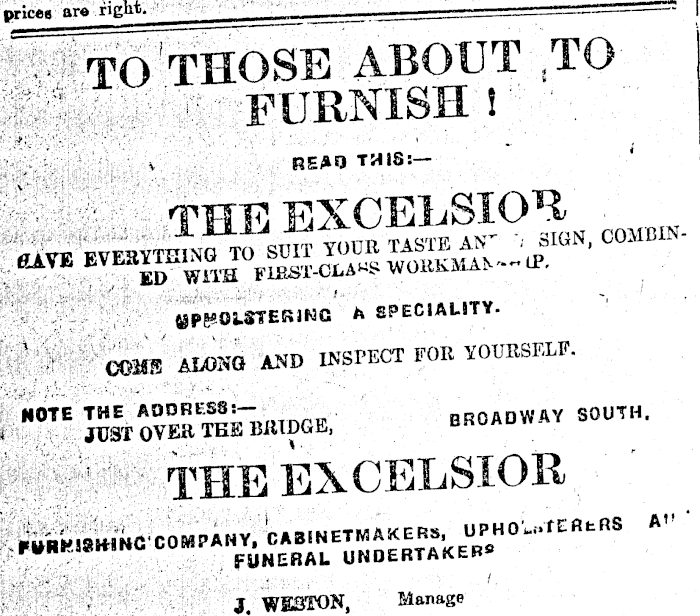 prices are right.
TO THOSE ABOUT TO
FURNISH!
READ THIS:—
THE EXCELSIOR
HAVE EVERYTHING TO SUIT YOUR TASTE SIGN, COMBIN-
ED WITH FIRST-CLASS
UPHOLSTERING A SPECIALITY.
COME ALONG AND INSPECT FOR YOURSELF.
NOTE THE ADDRESS:—
JUST OVER THE BRIDGE, BROADWAY SOUTH.
THE EXCELSIOR
FURNISHING COMPANY, CABINETMAKERS, UPHOLSTERERS
FUNERAL UNDERTAKERS
J. WESTON, Manage